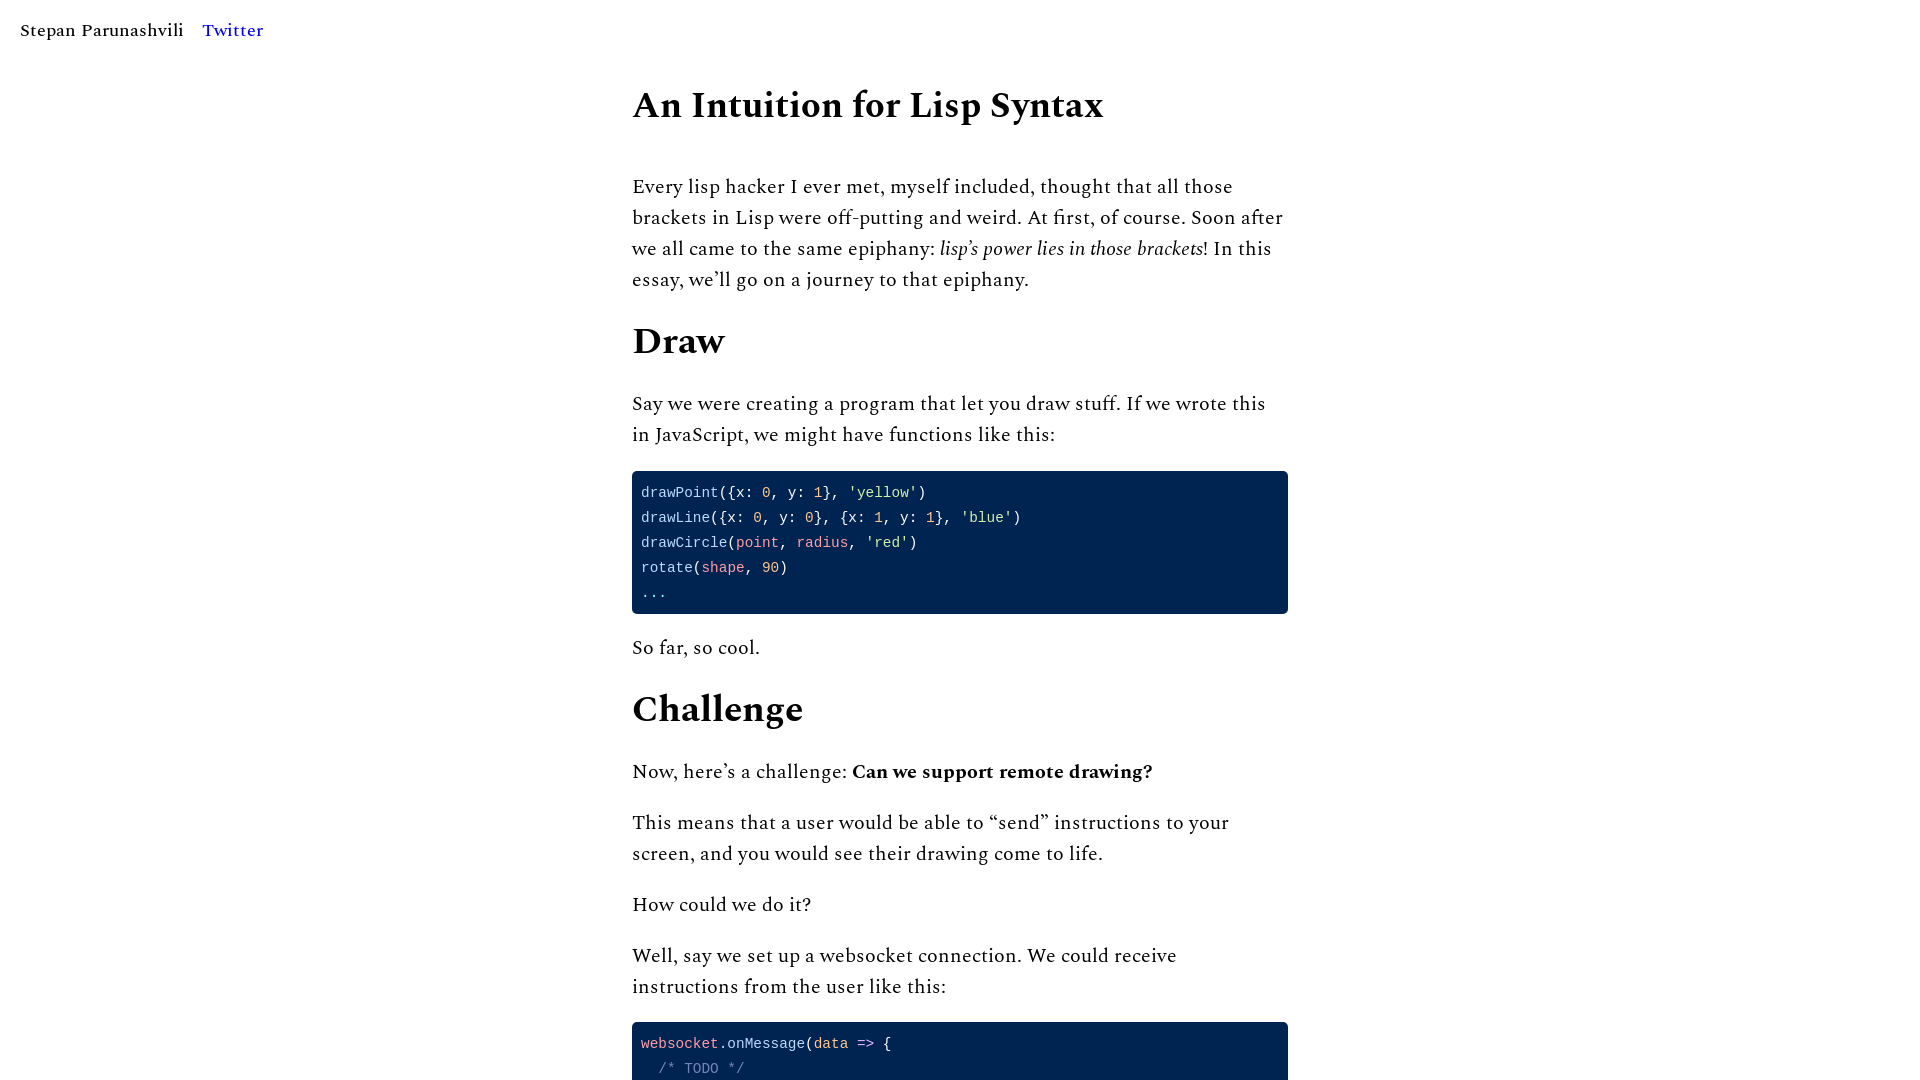 Stepan Parunashvili Twitter
An Intuition for Lisp Syntax
Every lisp hacker I ever met, myself included, thought that all those
brackets in Lisp were off-putting and weird. At first, of course. Soon after
we all came to the same epiphany: lisp’s power lies in those brackets! In this
essay, we’ll go on a journey to that epiphany.
Draw
Say we were creating a program that let you draw stuff. If we wrote this
in JavaScript, we might have functions like this:
drawPoint({x: 0, y: 1}, 'yellow')
drawLine({x: 0, y: 0}, {x: 1, y: 1}, 'blue')
drawCircle(point, radius, 'red')
rotate(shape, 90)
...
So far, so cool.
Challenge
Now, here’s a challenge: Can we support remote drawing?
This means that a user would be able to “send” instructions to your
screen, and you would see their drawing come to life.
How could we do it?
Well, say we set up a websocket connection. We could receive
instructions from the user like this:
websocket.onMessage(data => {
  /* TODO */